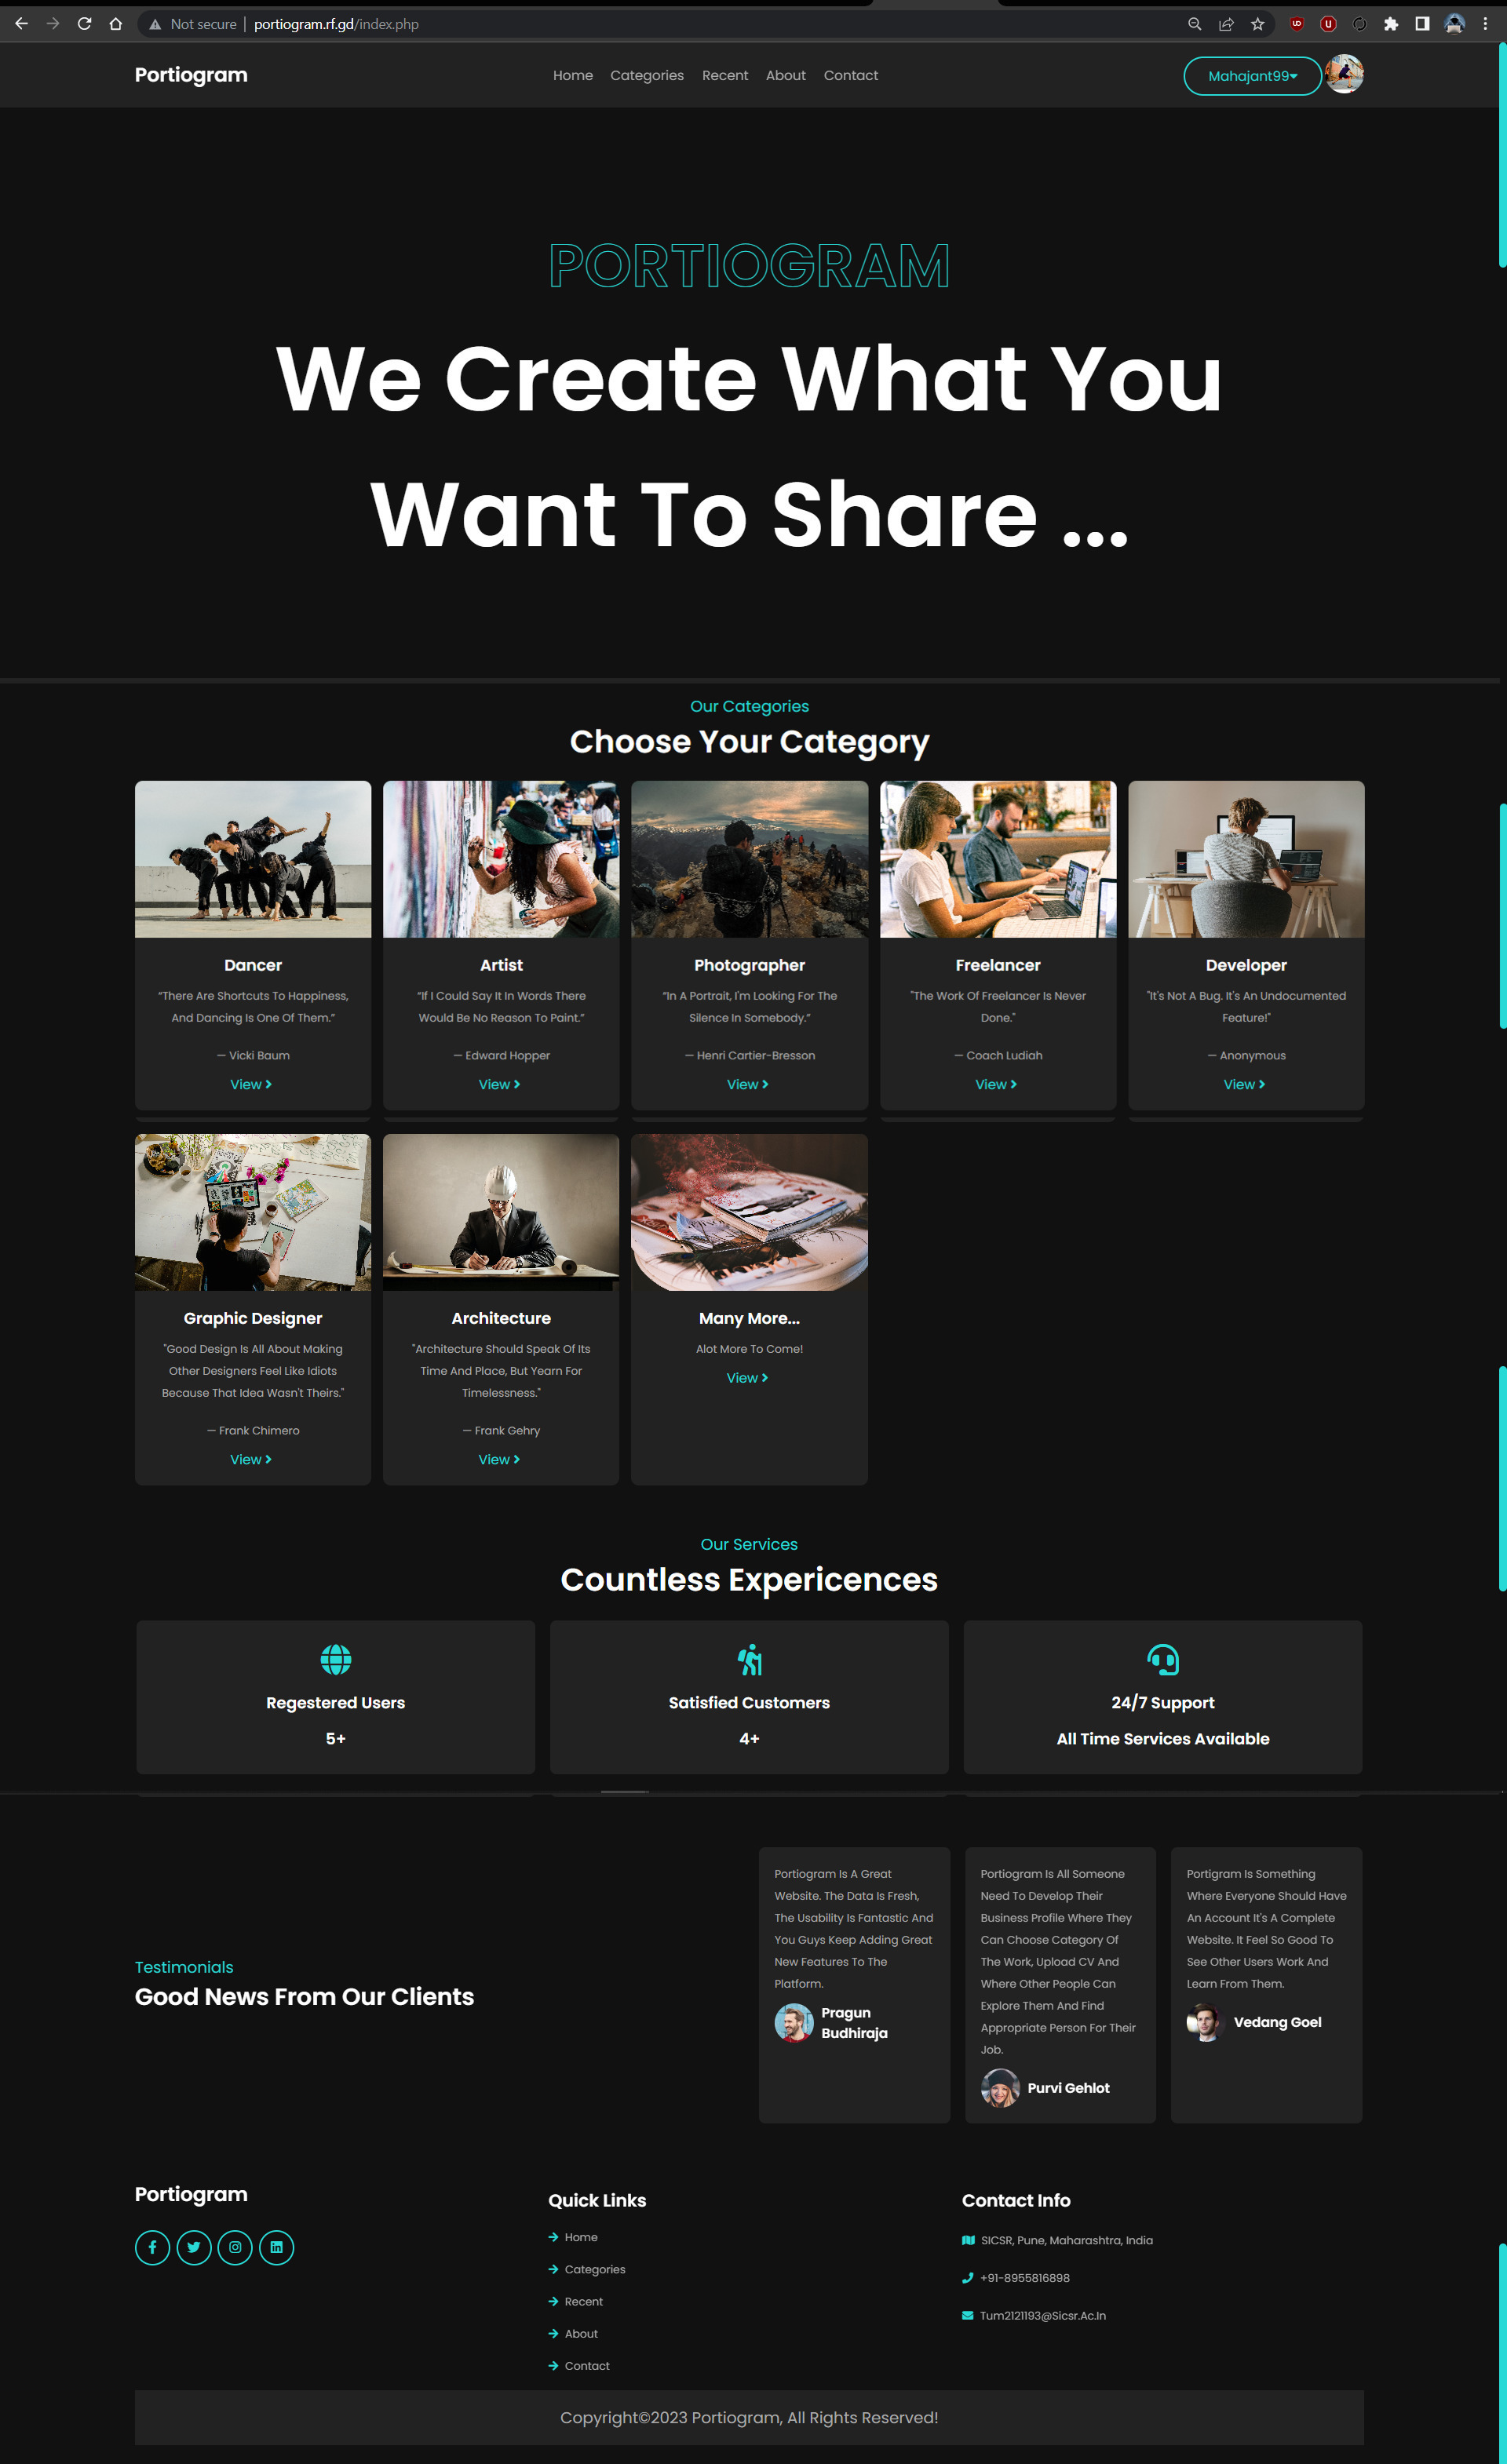 Not secure | portiogram.rf.gd/index.php
Portiogram
Home Categories Recent About Contact
Mahajant99
PORTIOGRAM
We Create What You
Want To Share ...
Our Categories
Choose Your Category
Dancer
“There Are Shortcuts To Happiness,
And Dancing Is One Of Them.”
— Vicki Baum
View
Artist
“If I Could Say It In Words There
Would Be No Reason To Paint.”
— Edward Hopper
View
Photographer
“In A Portrait, I'm Looking For The
Silence In Somebody.”
— Henri Cartier-Bresson
View
Freelancer
"The Work Of Freelancer Is Never
Done."
— Coach Ludiah
View
Developer
"It's Not A Bug. It's An Undocumented
Feature!"
— Anonymous
View
Graphic Designer
"Good Design Is All About Making
Other Designers Feel Like Idiots
Because That Idea Wasn't Theirs."
— Frank Chimero
View
Architecture
"Architecture Should Speak Of Its
Time And Place, But Yearn For
Timelessness."
— Frank Gehry
View
Many More...
Alot More To Come!
View
Our Services
Countless Expericences
Regestered Users
5+
Satisfied Customers
4+
24/7 Support
All Time Services Available
Testimonials
Good News From Our Clients
Portiogram Is A Great
Website. The Data Is Fresh,
The Usability Is Fantastic And
You Guys Keep Adding Great
New Features To The
Platform.
Pragun
Budhiraja
Portiogram Is All Someone
Need To Develop Their
Business Profile Where They
Can Choose Category Of
The Work, Upload CV And
Where Other People Can
Explore Them And Find
Appropriate Person For Their
Job.
Purvi Gehlot
Portigram Is Something
Where Everyone Should Have
An Account It's A Complete
Website. It Feel So Good To
See Other Users Work And
Learn From Them.
Vedang Goel
Portiogram
Quick Links
Home
Categories
Recent
About
Contact
Contact Info
SICSR, Pune, Maharashtra, India
+91-8955816898
Tum2121193@Sicsr.Ac.In
Copyright©2023 Portiogram, All Rights Reserved!